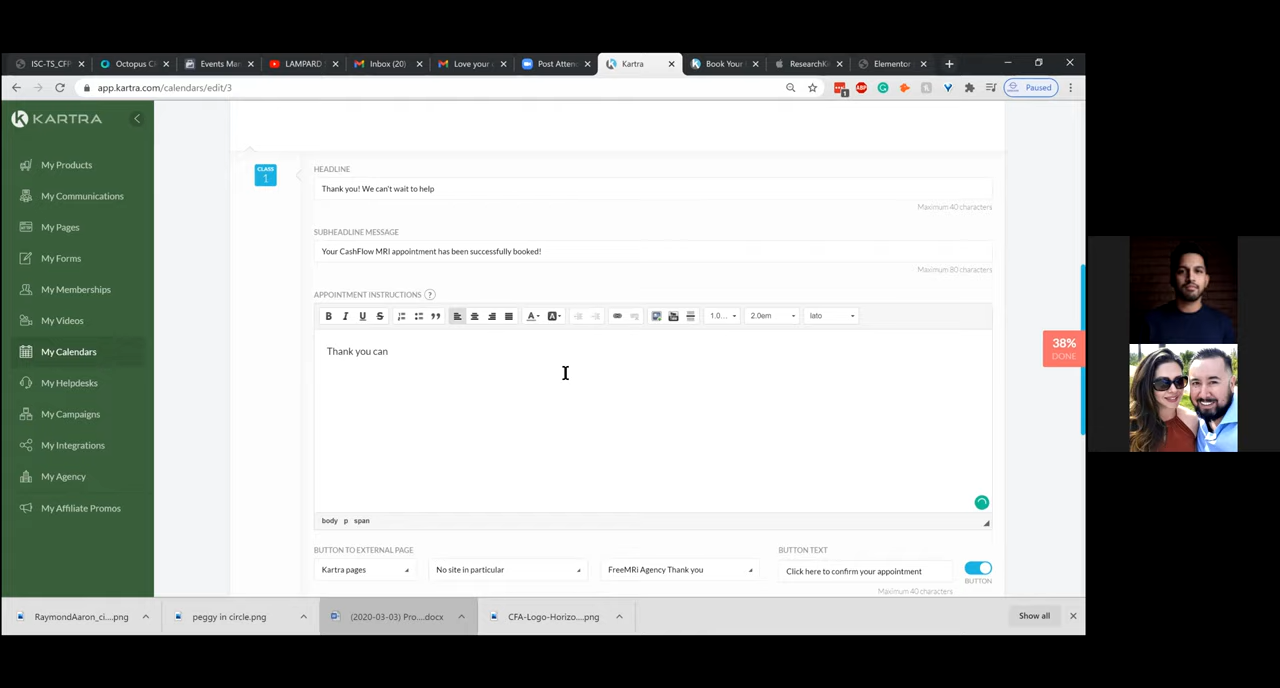 ISC-TS_CFP
Octopus C
Events Ma
LAMPARD
Inbox (20)
Love your
Post Atten
Kartra
Book Your
ResearchK
Elementor
app.kartra.com/calendars/edit/3
Paused
KARTRA
My Products
My Communications
My Pages
My Forms
My Memberships
My Videos
My Calendars
My Helpdesks
My Campaigns
My Integrations
My Agency
My Affiliate Promos
CLASS
1
HEADLINE
Thank you! We can't wait to help
Maximum 40 characters
SUBHEADLINE MESSAGE
Your CashFlow MRI appointment has been successfully booked!
Maximum 80 characters
APPOINTMENT INSTRUCTIONS ?
B I U S 1.0... 2.0em lato
Thank you can
body p span
38%
DONE
BUTTON TO EXTERNAL PAGE
Kartra pages
No site in particular
FreeMRi Agency Thank you
BUTTON TEXT
Click here to confirm your appointment
BUTTON
Maximum 40 characters
RaymondAaron_ci....png
peggy in circle.png
(2020-03-03) Pro....docx
CFA-Logo-Horizo....png
Show all